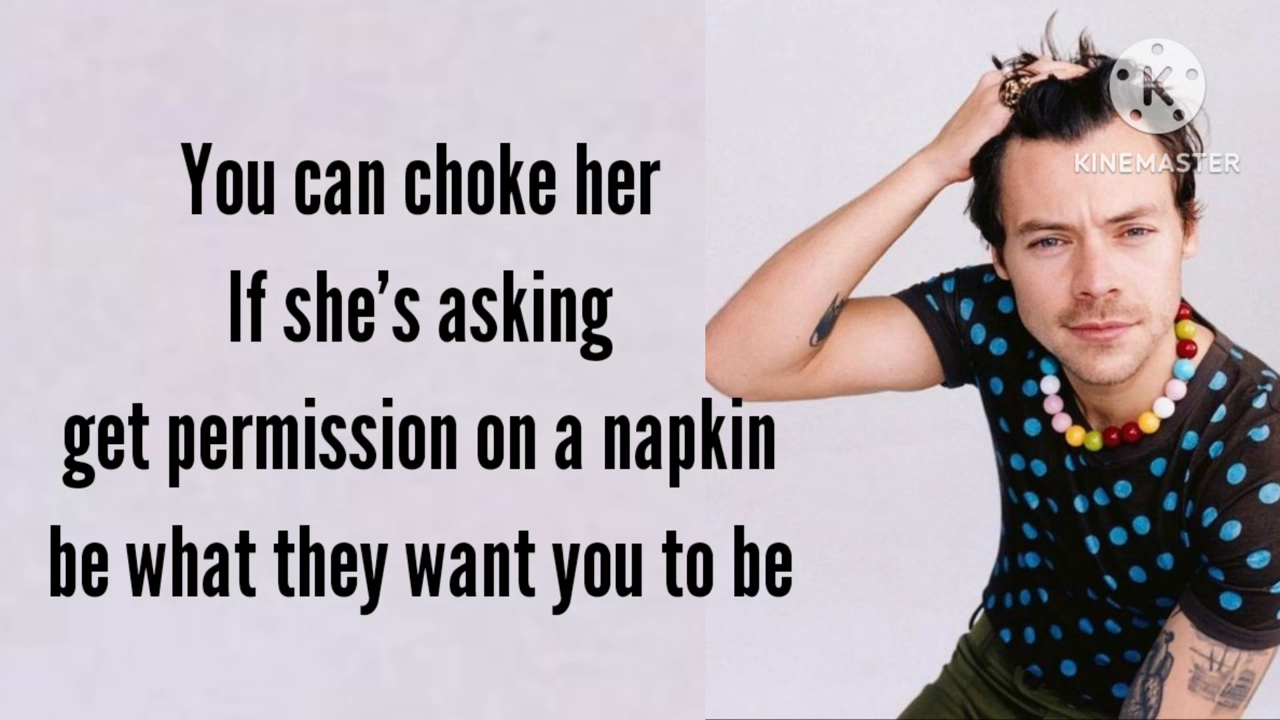 You can choke her
If she’s asking
get permission on a napkin
be what they want you to be
K
KINEMASTER